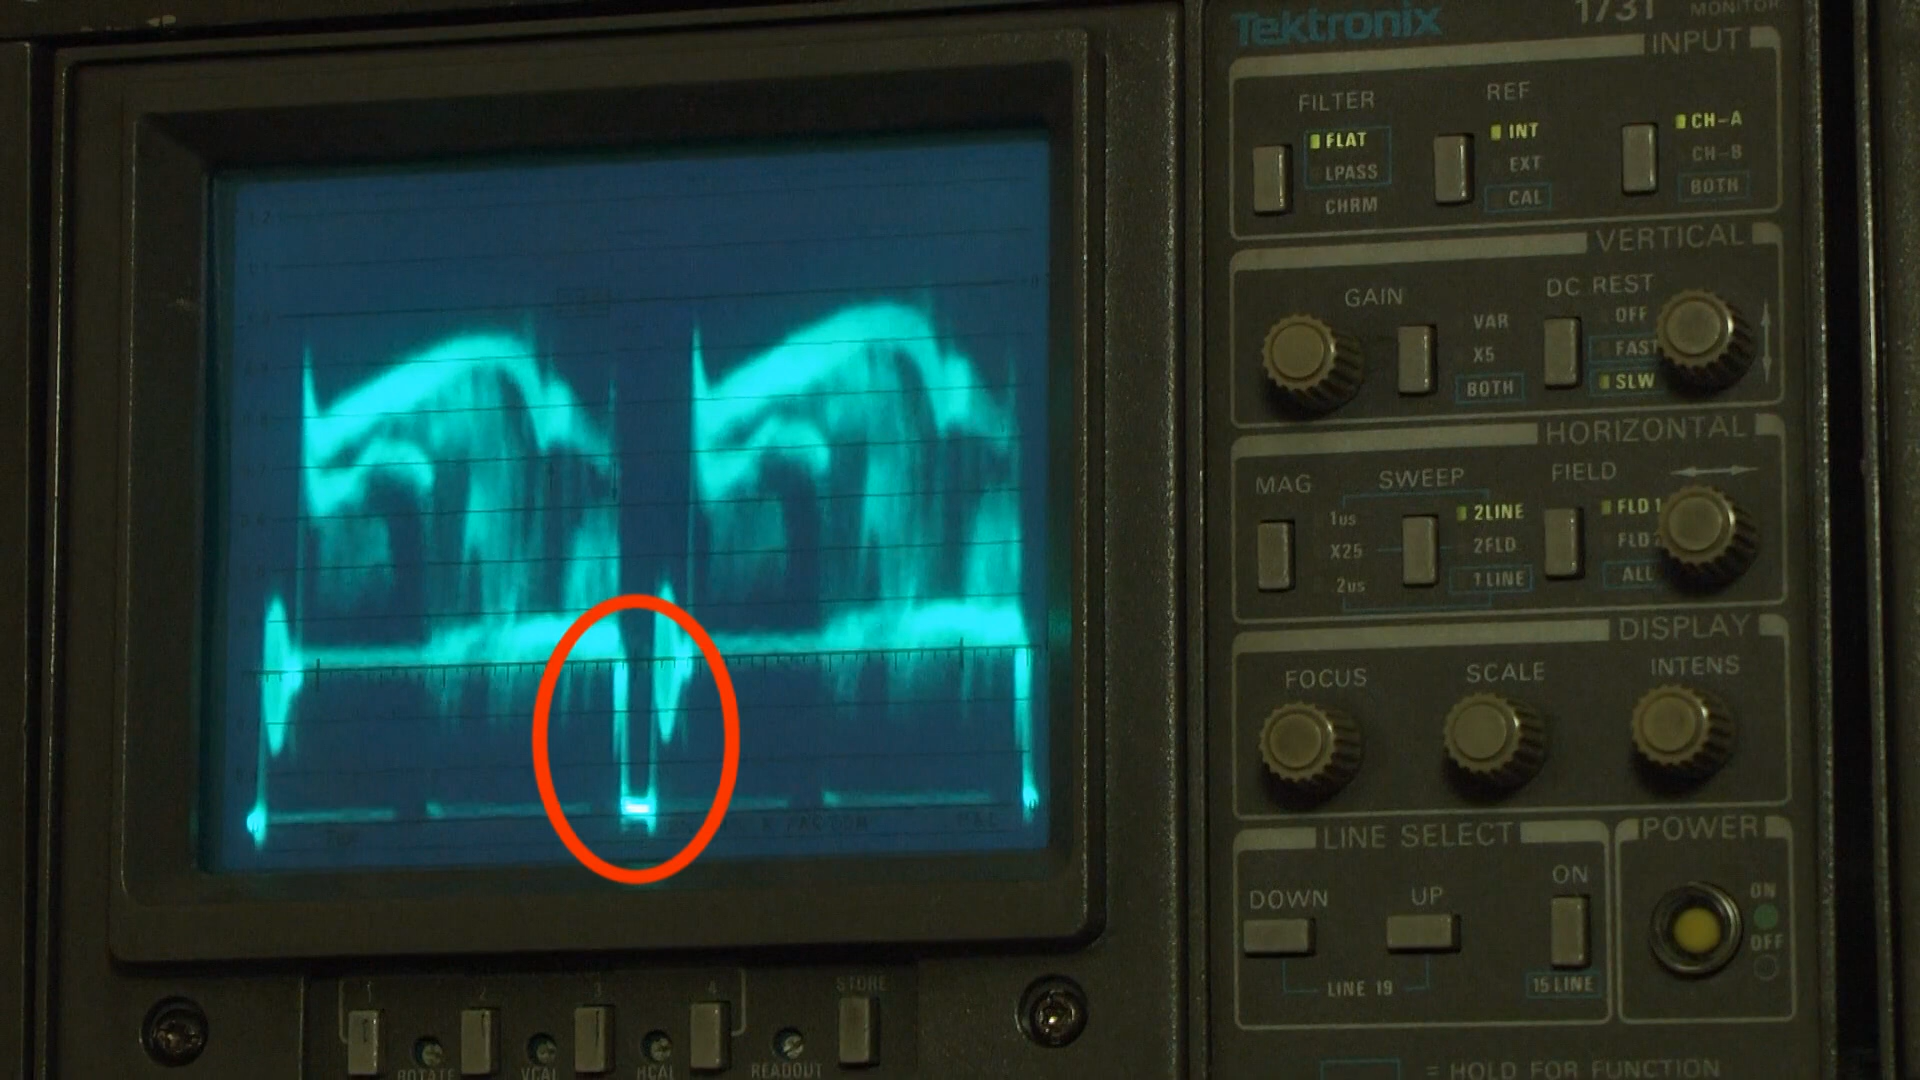 Tektronix 1731 MONITOR
INPUT
FILTER
FLAT
LPASS
CHRM
REF
INT
EXT
CAL
CH-A
CH-B
BOTH
VERTICAL
GAIN
VAR
X5
BOTH
DC REST
OFF
FAST
SLW
HORIZONTAL
MAG
1us
X25
2us
SWEEP
2LINE
2FLD
1LINE
FIELD
FLD 1
FLD
ALL
DISPLAY
FOCUS
SCALE
INTENS
LINE SELECT
DOWN
UP
ON
LINE 19
15 LINE
POWER
ON
OFF
= HOLD FOR FUNCTION
1
2
3
4
STORE
ROTATE
VCAL
HCAL
READOUT